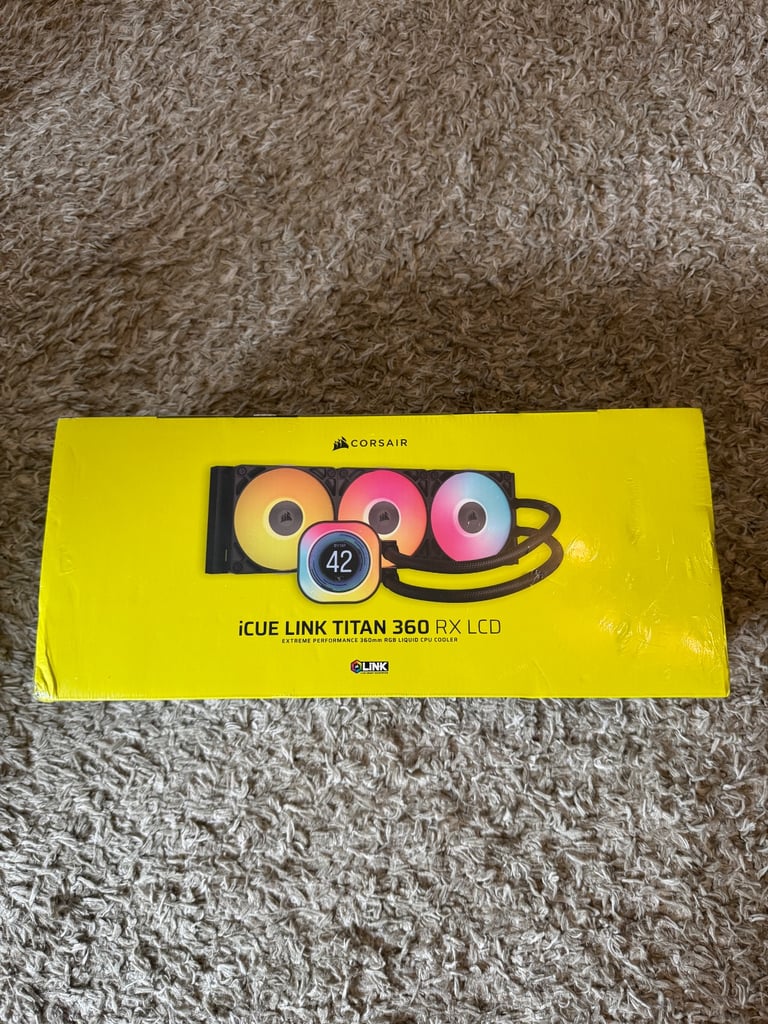 CORSAIR
42
iCUE LINK TITAN 360 RX LCD
EXTREME PERFORMANCE 360mm RGB LIQUID CPU COOLER
LINK